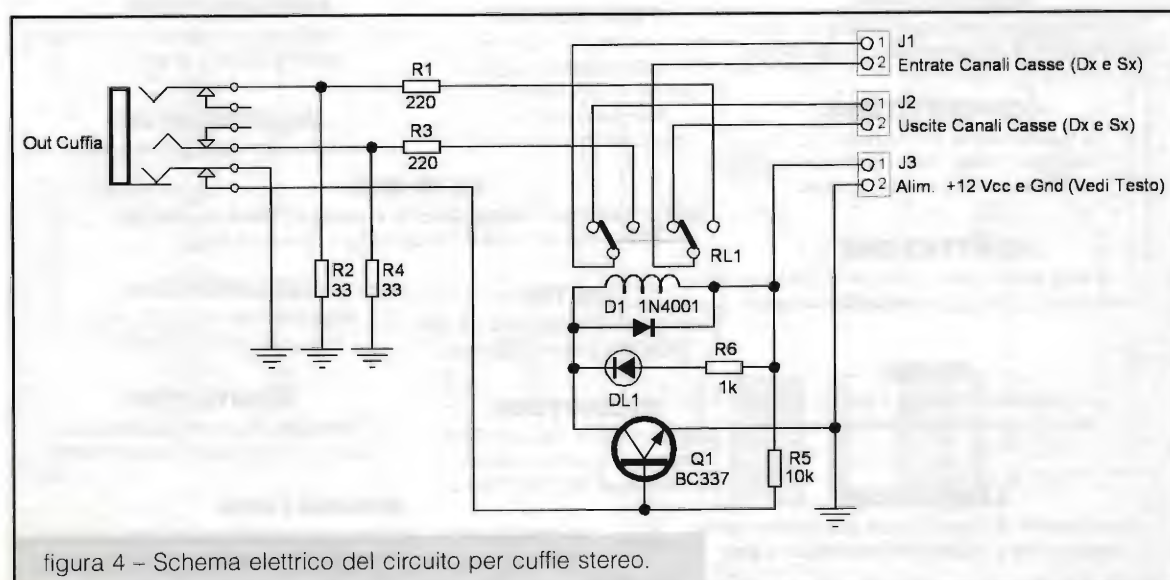 R1
220
R3
220
Out Cuffia
R2
33
R4
33
1 J1
2 Entrate Canali Casse (Dx e Sx)
1 J2
2 Uscite Canali Casse (Dx e Sx)
1 J3
2 Alim. +12 Vcc e Gnd (Vedi Testo)
RL1
D1 1N4001
R6
1k
DL1
Q1
BC337
R5
10k
figura 4 – Schema elettrico del circuito per cuffie stereo.